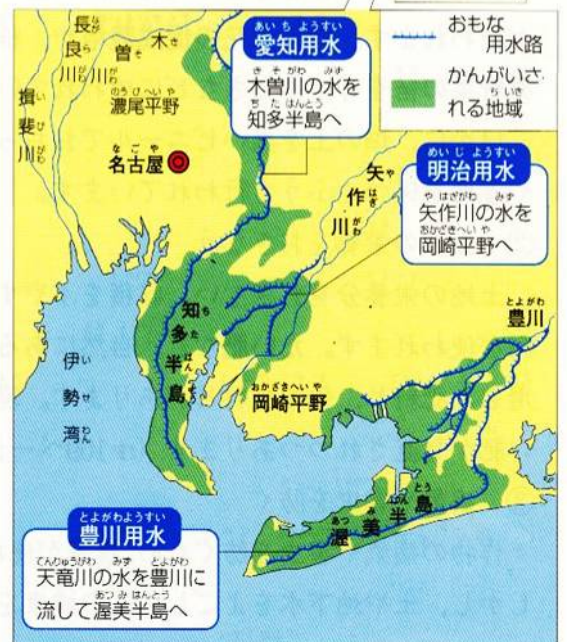 愛知用水
木曽川の水を
知多半島へ
おもな
用水路
かんがいさ
れる地域
明治用水
矢作川の水を
岡崎平野へ
豊川用水
天竜川の水を豊川に
流して渥美半島へ
揖斐川
長良川
木曽川
濃尾平野
名古屋
矢作川
知多半島
伊勢湾
岡崎平野
豊川
渥美半島